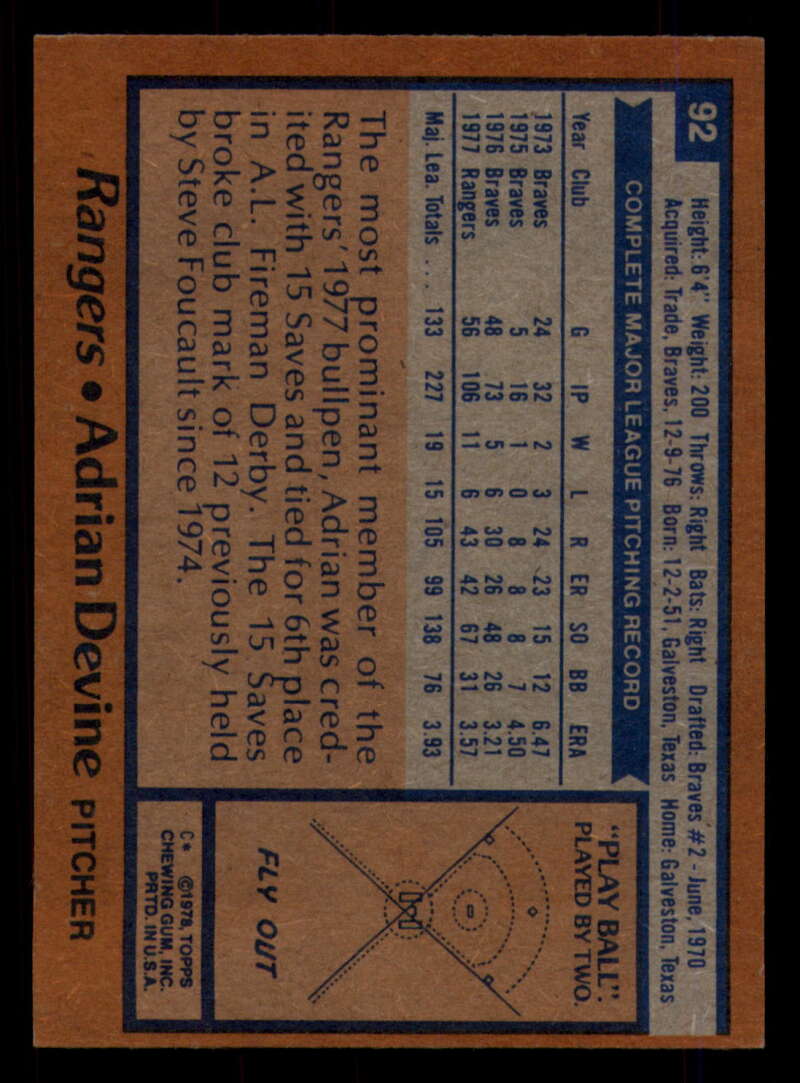 92
Height: 6'4" Weight: 200 Throws: Right Bats: Right Drafted: Braves #2 - June, 1970
Acquired: Trade, Braves, 12-9-76 Born: 12-2-51, Galveston, Texas Home: Galveston, Texas
COMPLETE MAJOR LEAGUE PITCHING RECORD
Year Club G IP W L R ER SO BB ERA
1973 Braves 24 32 2 3 24 23 15 12 6.47
1975 Braves 5 16 1 0 8 8 8 7 4.50
1976 Braves 48 73 5 6 30 26 48 26 3.21
1977 Rangers 56 106 11 6 43 42 67 31 3.57
Maj. Lea. Totals . . . 133 227 19 15 105 99 138 76 3.93
The most prominant member of the
Rangers' 1977 bullpen, Adrian was cred-
ited with 15 Saves and tied for 6th place
in A.L. Fireman Derby. The 15 Saves
broke club mark of 12 previously held
by Steve Foucault since 1974.
"PLAY BALL".
PLAYED BY TWO.
FLY OUT
C* ©1978, TOPPS
CHEWING GUM, INC.
PRTD. IN U.S.A.
Rangers • Adrian Devine PITCHER